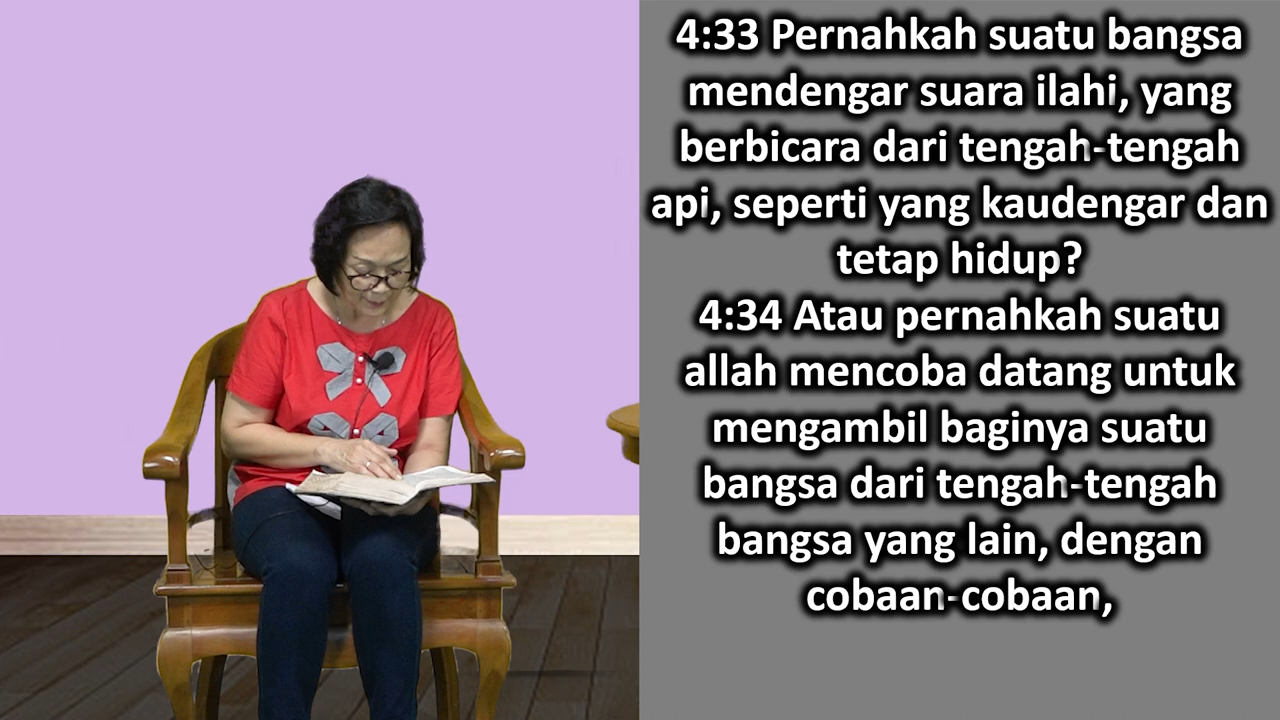 4:33 Pernahkah suatu bangsa
mendengar suara ilahi, yang
berbicara dari tengah-tengah
api, seperti yang kaudengar dan
tetap hidup?
4:34 Atau pernahkah suatu
allah mencoba datang untuk
mengambil baginya suatu
bangsa dari tengah-tengah
bangsa yang lain, dengan
cobaan-cobaan,